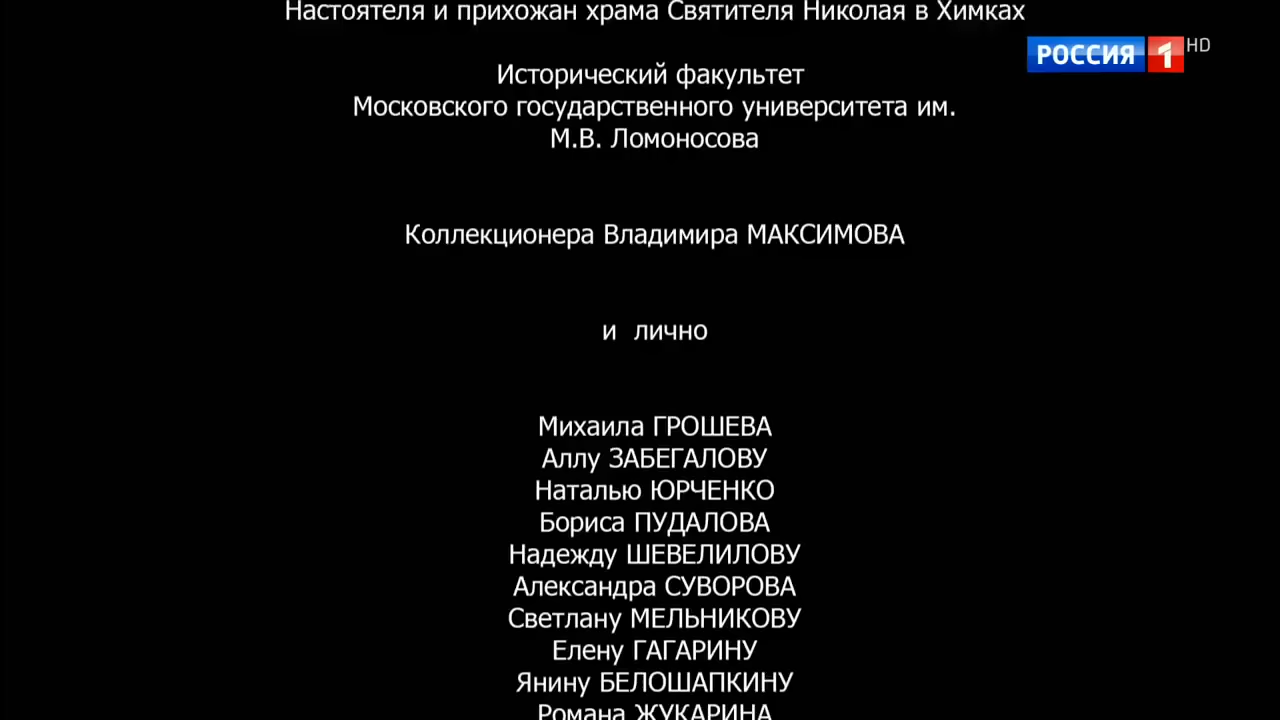 Настоятеля и прихожан храма Святителя Николая в Химках
РОССИЯ 1 HD
Исторический факультет
Московского государственного университета им.
М.В. Ломоносова
Коллекционера Владимира МАКСИМОВА
и лично
Михаила ГРОШЕВА
Аллу ЗАБЕГАЛОВУ
Наталью ЮРЧЕНКО
Бориса ПУДАЛОВА
Надежду ШЕВЕЛИЛОВУ
Александра СУВОРОВА
Светлану МЕЛЬНИКОВУ
Елену ГАГАРИНУ
Янину БЕЛОШАПКИНУ
Романа ЖУКАРИНА